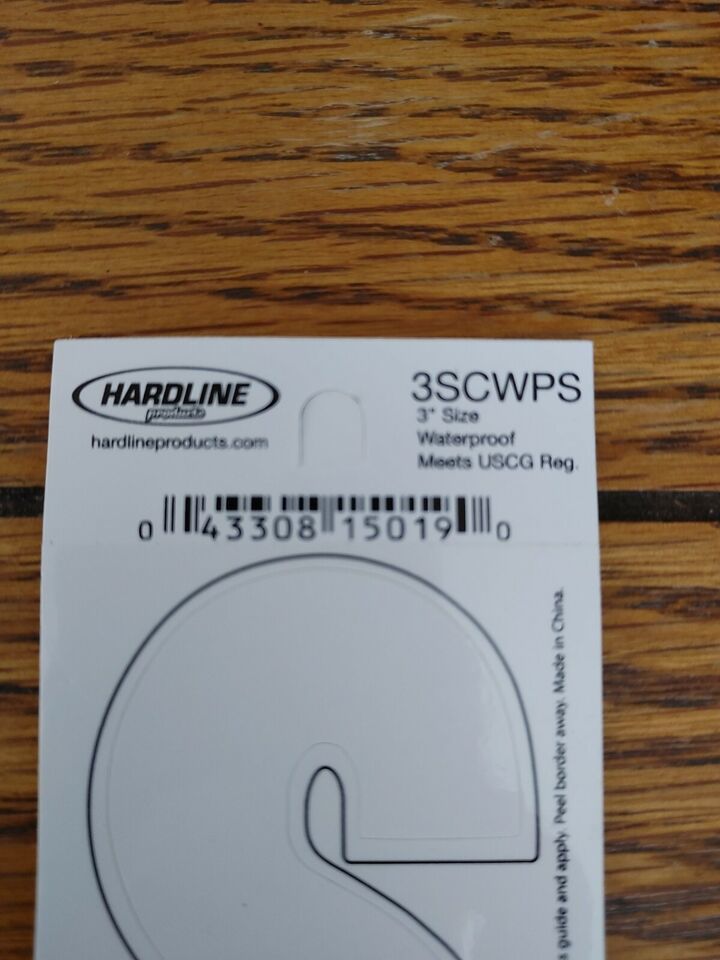 HARDLINE
products
hardlineproducts.com
3SCWPS
3" Size
Waterproof
Meets USCG Reg.
0 43308 15019 0
s guide and apply. Peel border away. Made in China.